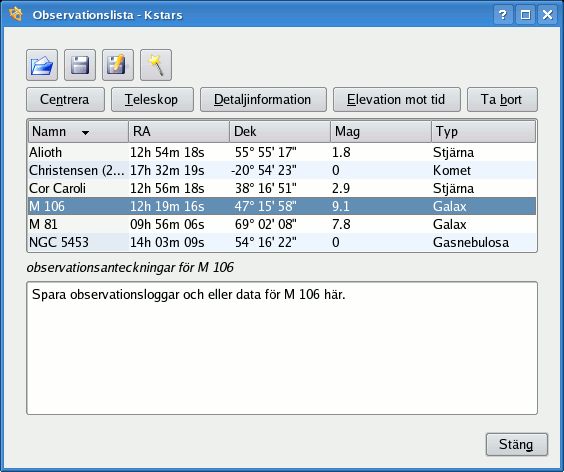 Observationslista - Kstars
Centrera Teleskop Detaljinformation Elevation mot tid Ta bort
Namn RA Dek Mag Typ
Alioth 12h 54m 18s 55° 55' 17" 1.8 Stjärna
Christensen (2... 17h 32m 19s -20° 54' 23" 0 Komet
Cor Caroli 12h 56m 18s 38° 16' 51" 2.9 Stjärna
M 106 12h 19m 16s 47° 15' 58" 9.1 Galax
M 81 09h 56m 06s 69° 02' 08" 7.8 Galax
NGC 5453 14h 03m 09s 54° 16' 22" 0 Gasnebulosa
observationsanteckningar för M 106
Spara observationsloggar och eller data för M 106 här.
Stäng